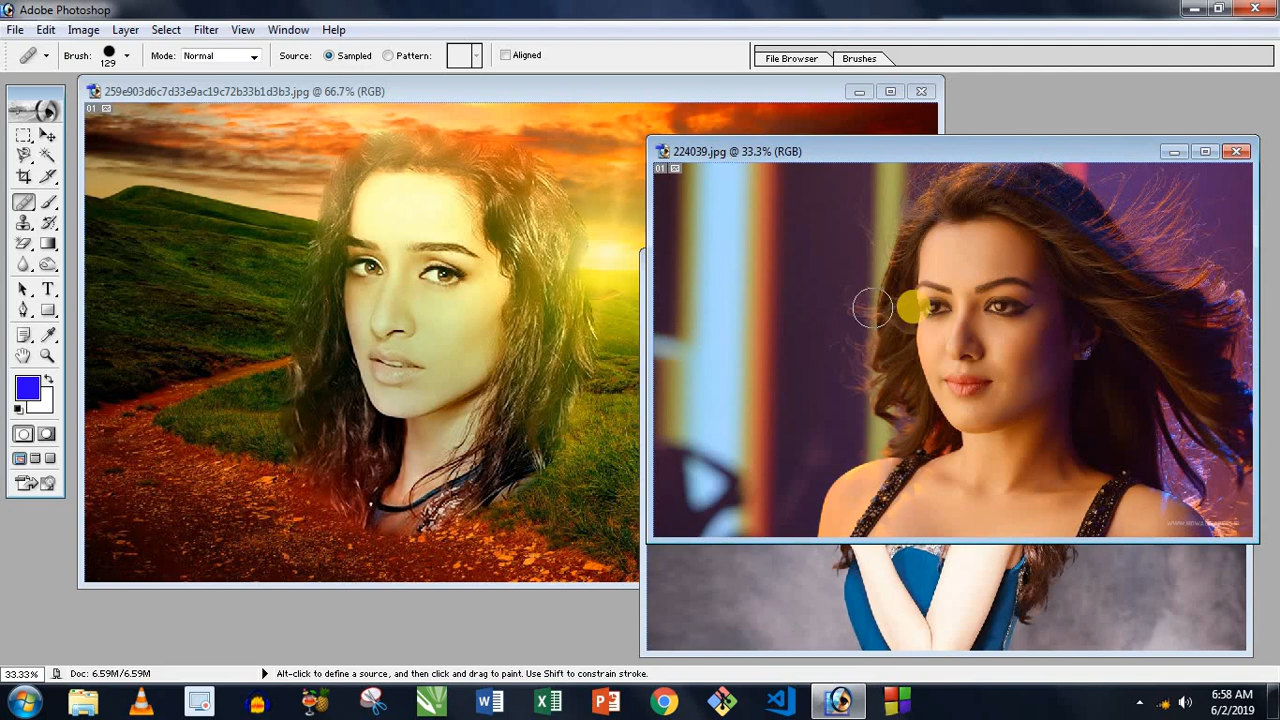 Adobe Photoshop
File Edit Image Layer Select Filter View Window Help
Brush: 129 Mode: Normal Source: Sampled Pattern: Aligned File Browser Brushes
259e903d6c7d33e9ac19c72b33b1d3b3.jpg @ 66.7% (RGB)
01
224039.jpg @ 33.3% (RGB)
01
33.33% Doc: 6.59M/6.59M Alt-click to define a source, and then click and drag to paint. Use Shift to constrain stroke.
6:58 AM
6/2/2019